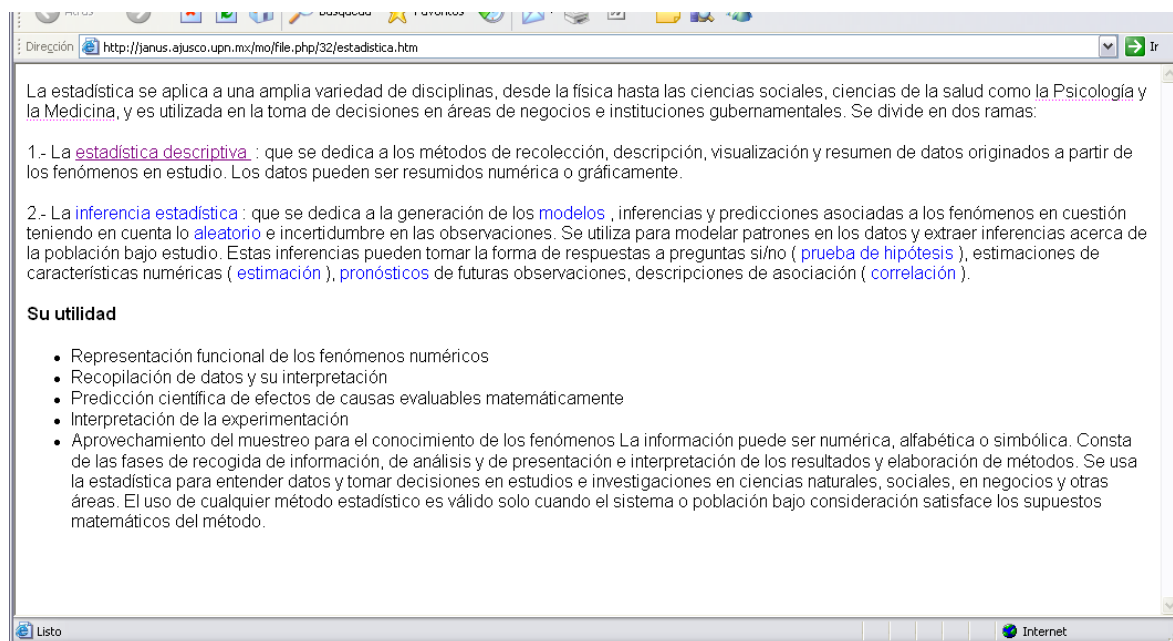 Atrás Búsqueda Favoritos
Dirección http://janus.ajusco.upn.mx/mo/file.php/32/estadistica.htm Ir
La estadística se aplica a una amplia variedad de disciplinas, desde la física hasta las ciencias sociales, ciencias de la salud como la Psicología y
la Medicina, y es utilizada en la toma de decisiones en áreas de negocios e instituciones gubernamentales. Se divide en dos ramas:
1.- La estadística descriptiva : que se dedica a los métodos de recolección, descripción, visualización y resumen de datos originados a partir de
los fenómenos en estudio. Los datos pueden ser resumidos numérica o gráficamente.
2.- La inferencia estadística : que se dedica a la generación de los modelos , inferencias y predicciones asociadas a los fenómenos en cuestión
teniendo en cuenta lo aleatorio e incertidumbre en las observaciones. Se utiliza para modelar patrones en los datos y extraer inferencias acerca de
la población bajo estudio. Estas inferencias pueden tomar la forma de respuestas a preguntas si/no ( prueba de hipótesis ), estimaciones de
características numéricas ( estimación ), pronósticos de futuras observaciones, descripciones de asociación ( correlación ).
Su utilidad
• Representación funcional de los fenómenos numéricos
• Recopilación de datos y su interpretación
• Predicción científica de efectos de causas evaluables matemáticamente
• Interpretación de la experimentación
• Aprovechamiento del muestreo para el conocimiento de los fenómenos La información puede ser numérica, alfabética o simbólica. Consta
de las fases de recogida de información, de análisis y de presentación e interpretación de los resultados y elaboración de métodos. Se usa
la estadística para entender datos y tomar decisiones en estudios e investigaciones en ciencias naturales, sociales, en negocios y otras
áreas. El uso de cualquier método estadístico es válido solo cuando el sistema o población bajo consideración satisface los supuestos
matemáticos del método.
Listo Internet